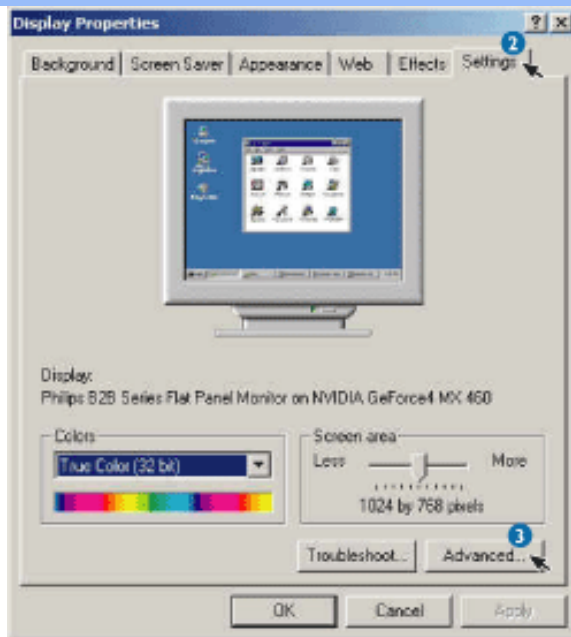 Display Properties
2
Background Screen Saver Appearance Web Effects Settings
Display:
Philips B2B Series Flat Panel Monitor on NVIDIA GeForce4 MX 460
Colors
Screen area
True Color (32 bit)
Less More
1024 by 768 pixels
3
Troubleshoot... Advanced...
OK Cancel Apply